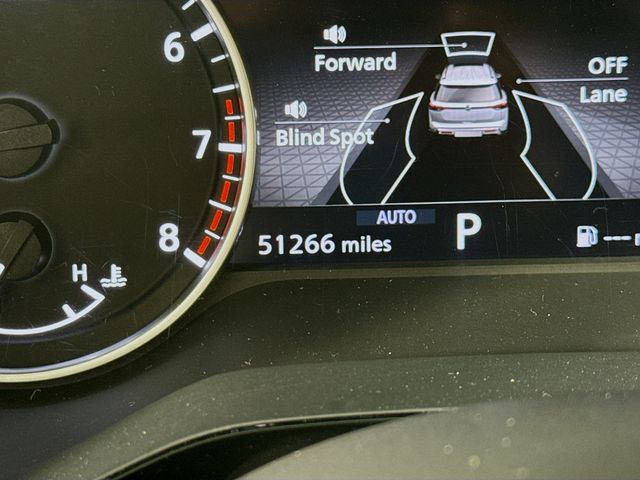 6
7
8
H
Forward
OFF
Lane
Blind Spot
AUTO
51266 miles
P
---